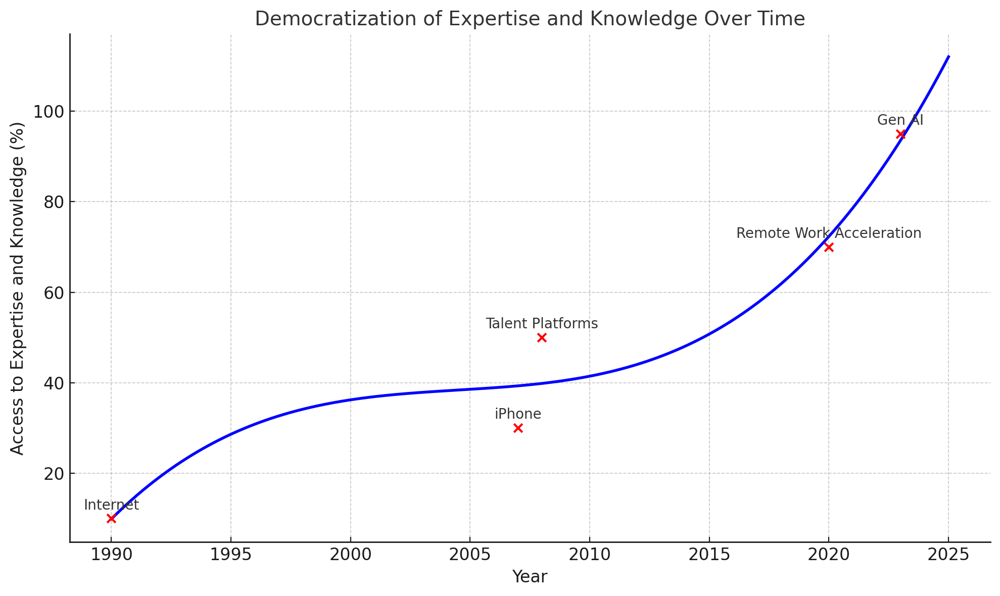 Democratization of Expertise and Knowledge Over Time
Access to Expertise and Knowledge (%)
100
80
60
40
20
Gen AI
Remote Work Acceleration
Talent Platforms
iPhone
Internet
1990 1995 2000 2005 2010 2015 2020 2025
Year